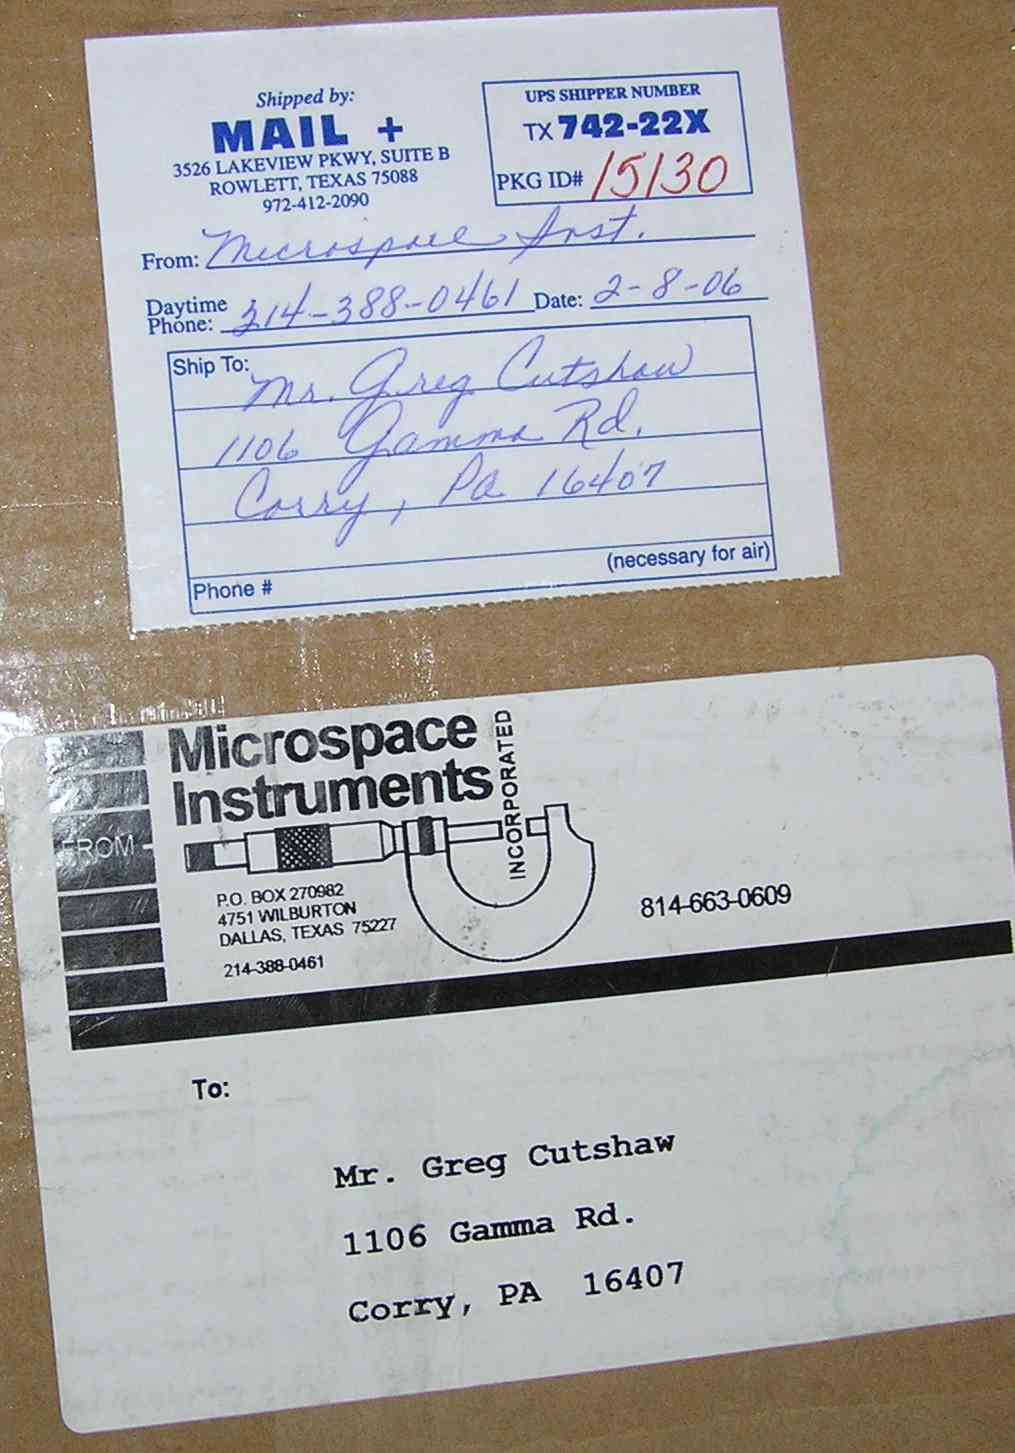 Shipped by:
MAIL +
3526 LAKEVIEW PKWY, SUITE B
ROWLETT, TEXAS 75088
972-412-2090
UPS SHIPPER NUMBER
TX 742-22X
PKG ID# 15130
From: Microspace Inst.
Daytime
Phone: 214-388-0461 Date: 2-8-06
Ship To: Mr. Greg Cutshaw
1106 Gamma Rd.
Corry, Pa 16407
Phone # (necessary for air)
FROM
Microspace
Instruments
INCORPORATED
P.O. BOX 270982
4751 WILBURTON
DALLAS, TEXAS 75227
214-388-0461
814-663-0609
To:
Mr. Greg Cutshaw
1106 Gamma Rd.
Corry, PA 16407